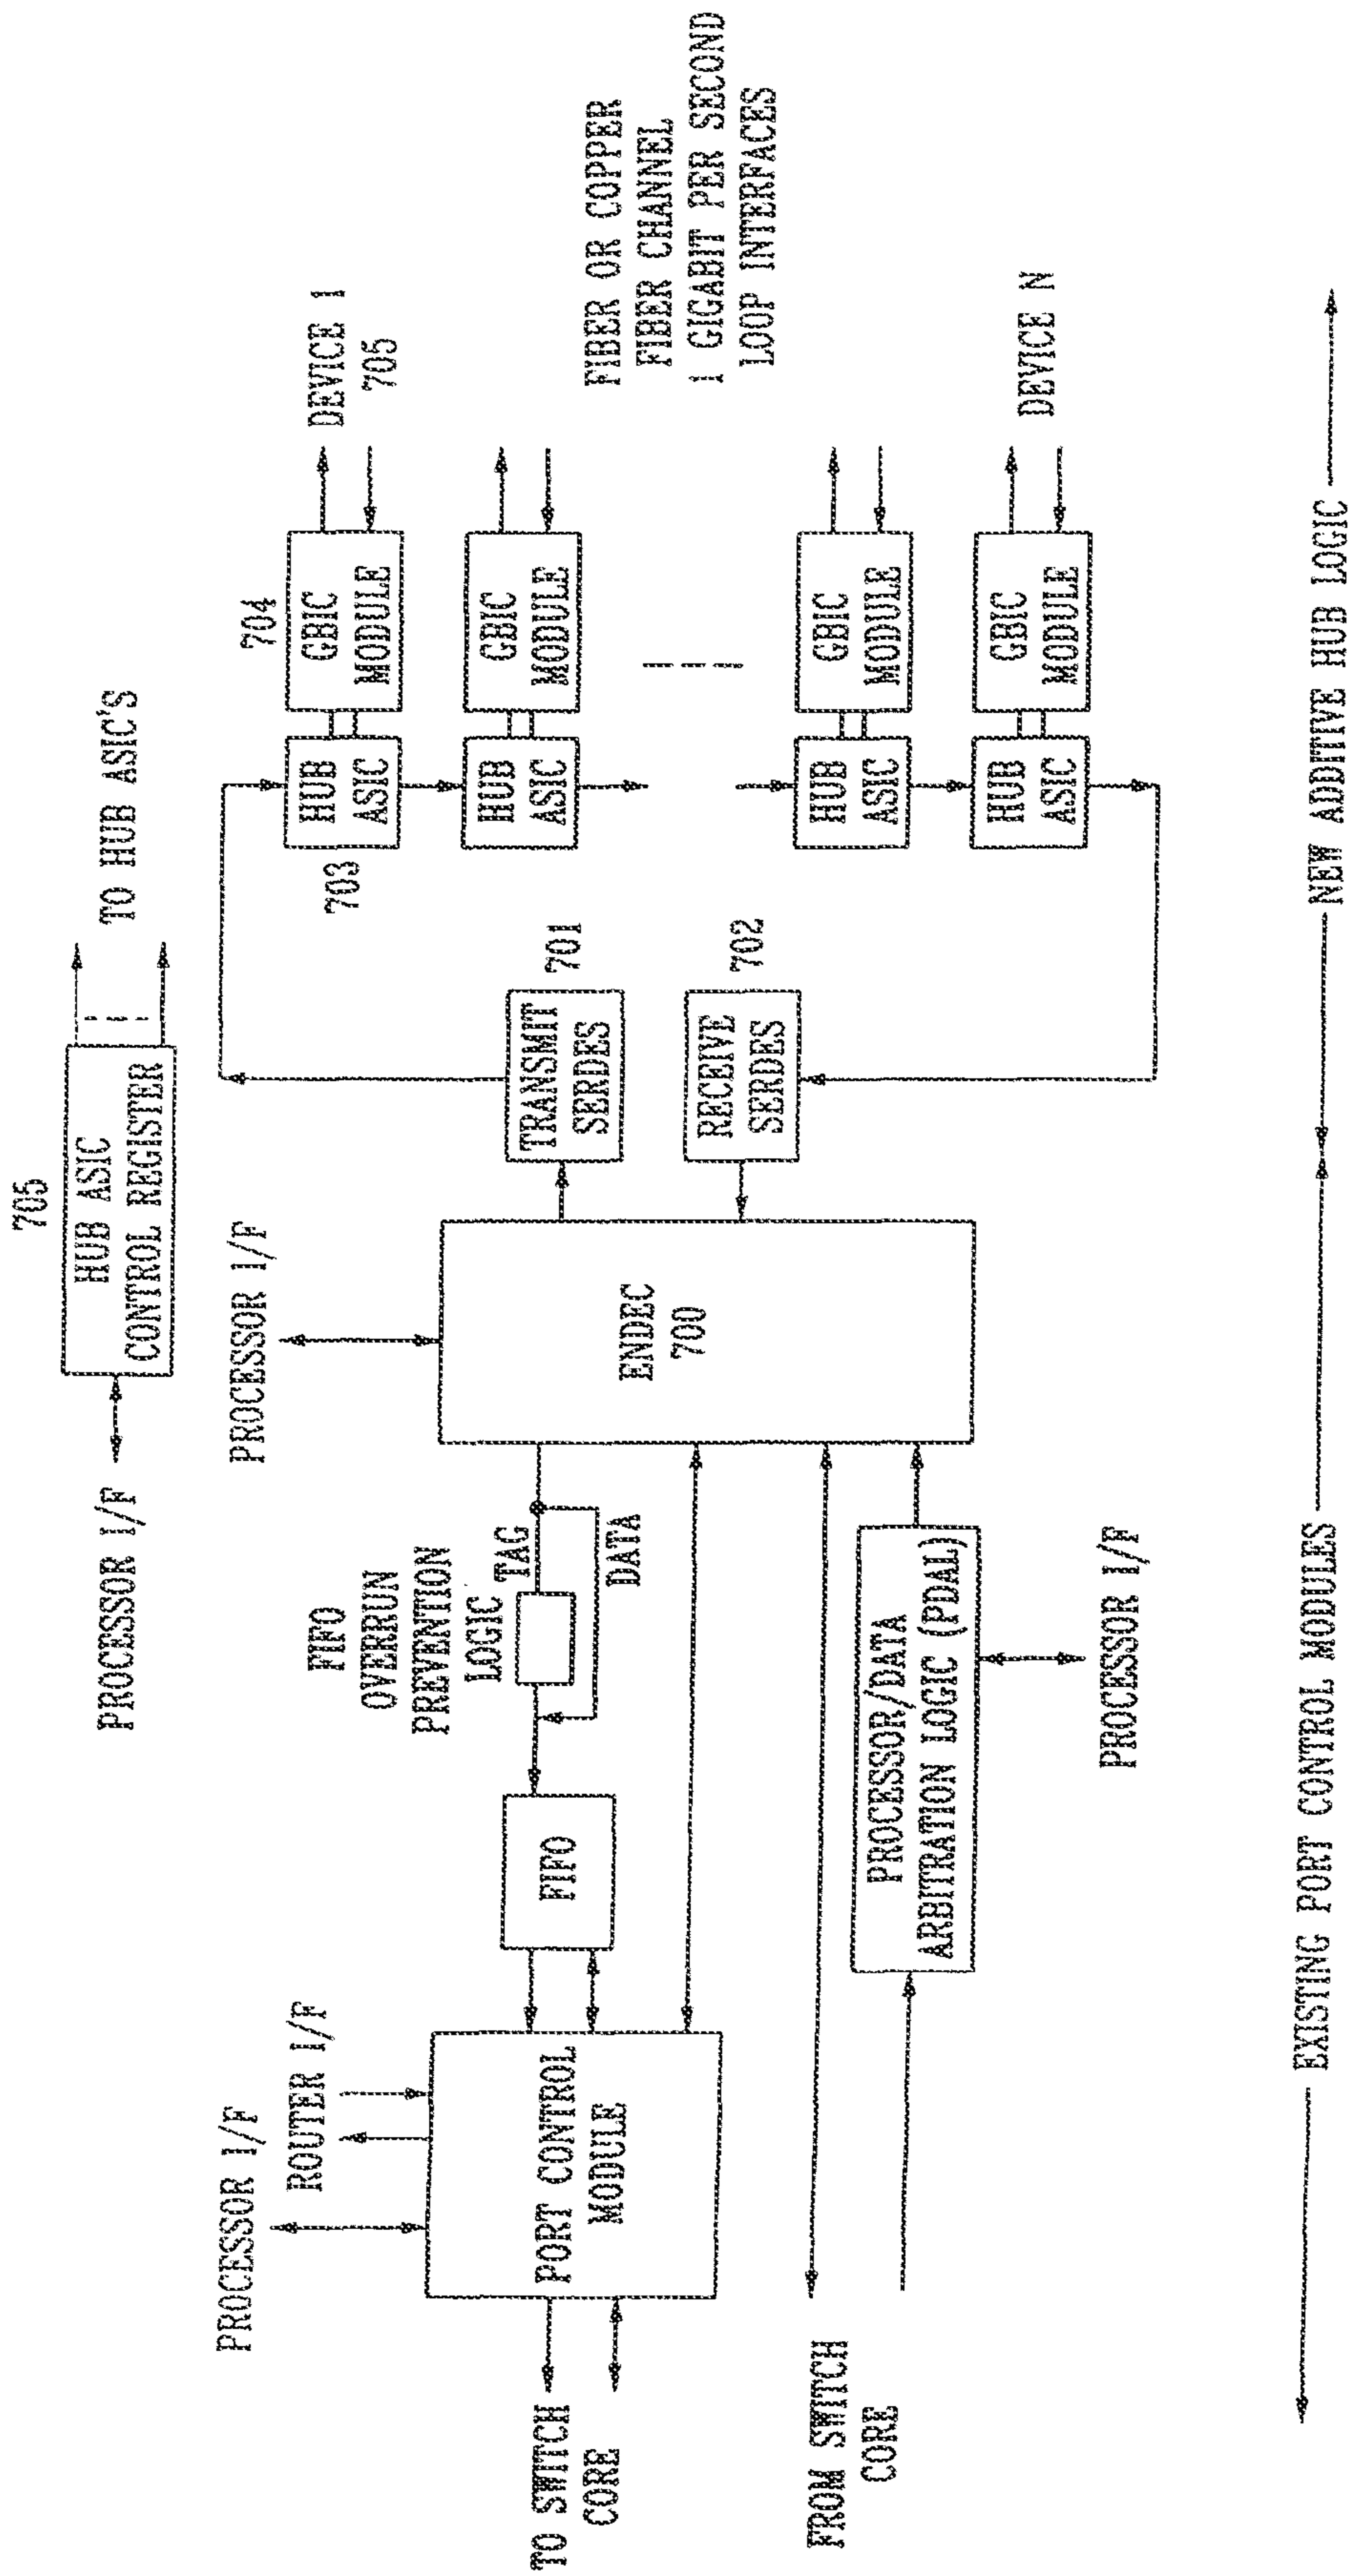 705
HUB ASIC
CONTROL REGISTER
PROCESSOR I/F
TO HUB ASIC'S
PROCESSOR I/F
ROUTER I/F
PORT CONTROL
MODULE
TO SWITCH
CORE
FROM SWITCH
CORE
FIFO
FIFO
OVERRUN
PREVENTION
LOGIC
TAG
DATA
PROCESSOR/DATA
ARBITRATION LOGIC (PDAL)
PROCESSOR I/F
PROCESSOR I/F
ENDEC
700
TRANSMIT
SERDES
701
RECEIVE
SERDES
702
703
HUB
ASIC
704
GBIC
MODULE
DEVICE 1
705
HUB
ASIC
GBIC
MODULE
FIBER OR COPPER
FIBER CHANNEL
1 GIGABIT PER SECOND
LOOP INTERFACES
HUB
ASIC
GBIC
MODULE
HUB
ASIC
GBIC
MODULE
DEVICE N
EXISTING PORT CONTROL MODULES
NEW ADDITIVE HUB LOGIC